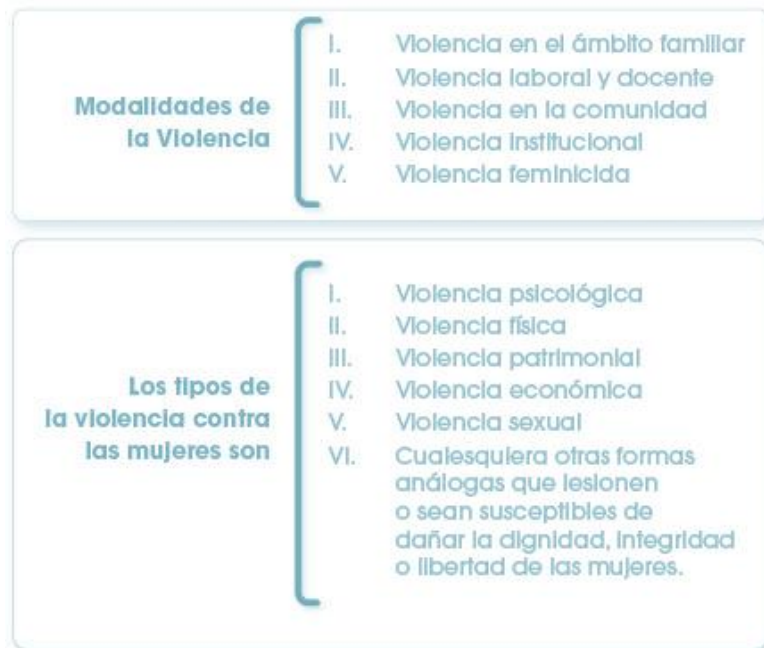 Modalidades de
la Violencia
I. Violencia en el ámbito familiar
II. Violencia laboral y docente
III. Violencia en la comunidad
IV. Violencia institucional
V. Violencia feminicida
Los tipos de
la violencia contra
las mujeres son
I. Violencia psicológica
II. Violencia física
III. Violencia patrimonial
IV. Violencia económica
V. Violencia sexual
VI. Cualesquiera otras formas
análogas que lesionen
o sean susceptibles de
dañar la dignidad, integridad
o libertad de las mujeres.